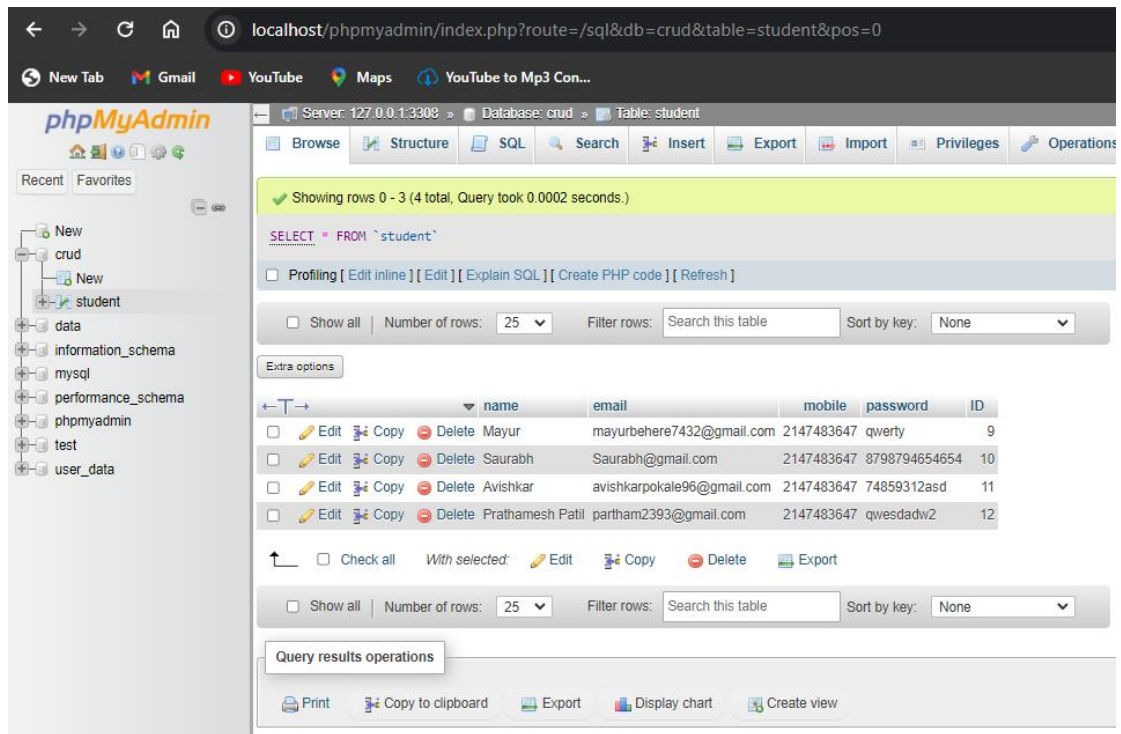 localhost/phpmyadmin/index.php?route=/sql&db=crud&table=student&pos=0
New Tab Gmail YouTube Maps YouTube to Mp3 Con...
phpMyAdmin
Recent Favorites
New
crud
New
student
data
information_schema
mysql
performance_schema
phpmyadmin
test
user_data
Server: 127.0.0.1:3308 » Database: crud » Table: student
Browse Structure SQL Search Insert Export Import Privileges Operations
Showing rows 0 - 3 (4 total, Query took 0.0002 seconds.)
SELECT * FROM `student`
Profiling [ Edit inline ] [ Edit ] [ Explain SQL ] [ Create PHP code ] [ Refresh ]
Show all | Number of rows: 25 Filter rows: Search this table Sort by key: None
Extra options
←T→ name email mobile password ID
Edit Copy Delete Mayur mayurbehere7432@gmail.com 2147483647 qwerty 9
Edit Copy Delete Saurabh Saurabh@gmail.com 2147483647 8798794654654 10
Edit Copy Delete Avishkar avishkarpokale96@gmail.com 2147483647 74859312asd 11
Edit Copy Delete Prathamesh Patil partham2393@gmail.com 2147483647 qwesdadw2 12
Check all With selected: Edit Copy Delete Export
Show all | Number of rows: 25 Filter rows: Search this table Sort by key: None
Query results operations
Print Copy to clipboard Export Display chart Create view